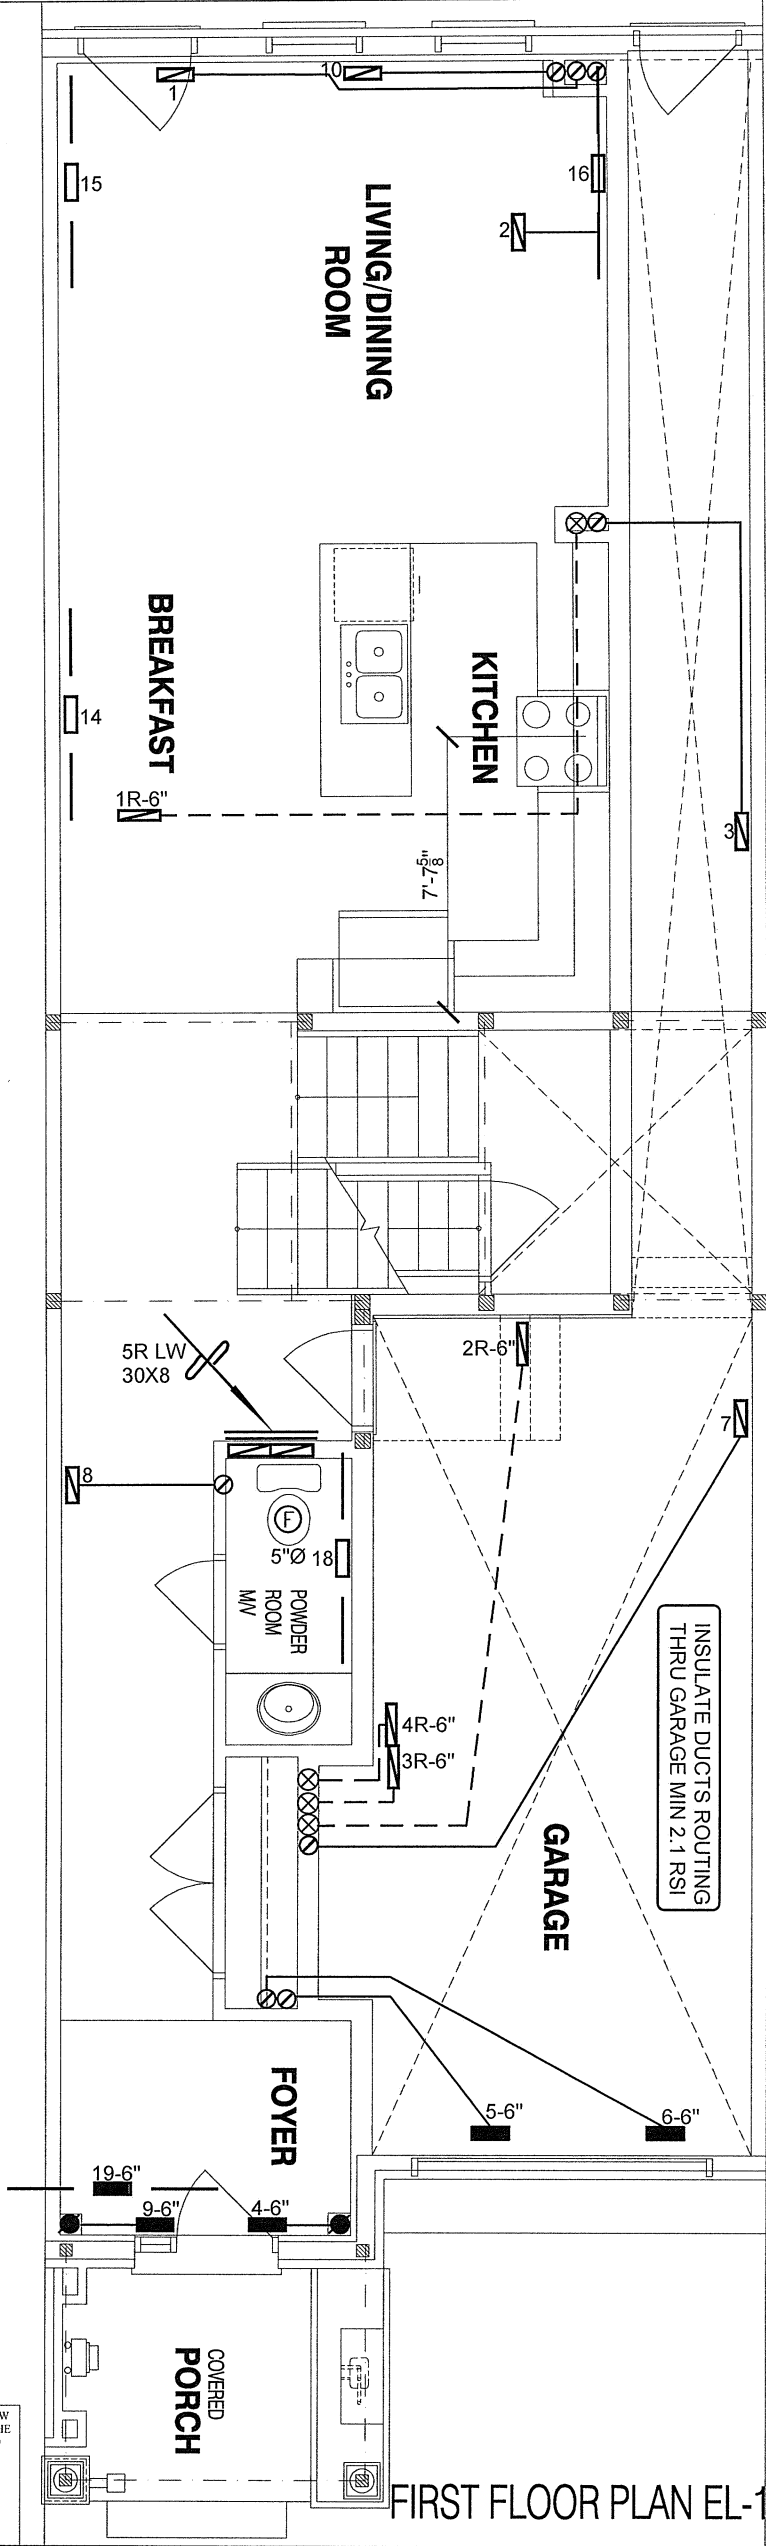 1
10
15
16
2
LIVING/DINING
ROOM
BREAKFAST
KITCHEN
14
1R-6"
3
7'-7 5/8"
5R LW
30X8
2R-6"
7
8
F
5"Ø 18
POWDER
ROOM
M/V
INSULATE DUCTS ROUTING
THRU GARAGE MIN 2.1 RSI
4R-6"
3R-6"
GARAGE
FOYER
5-6"
6-6"
19-6"
9-6"
4-6"
COVERED
PORCH
FIRST FLOOR PLAN EL-1